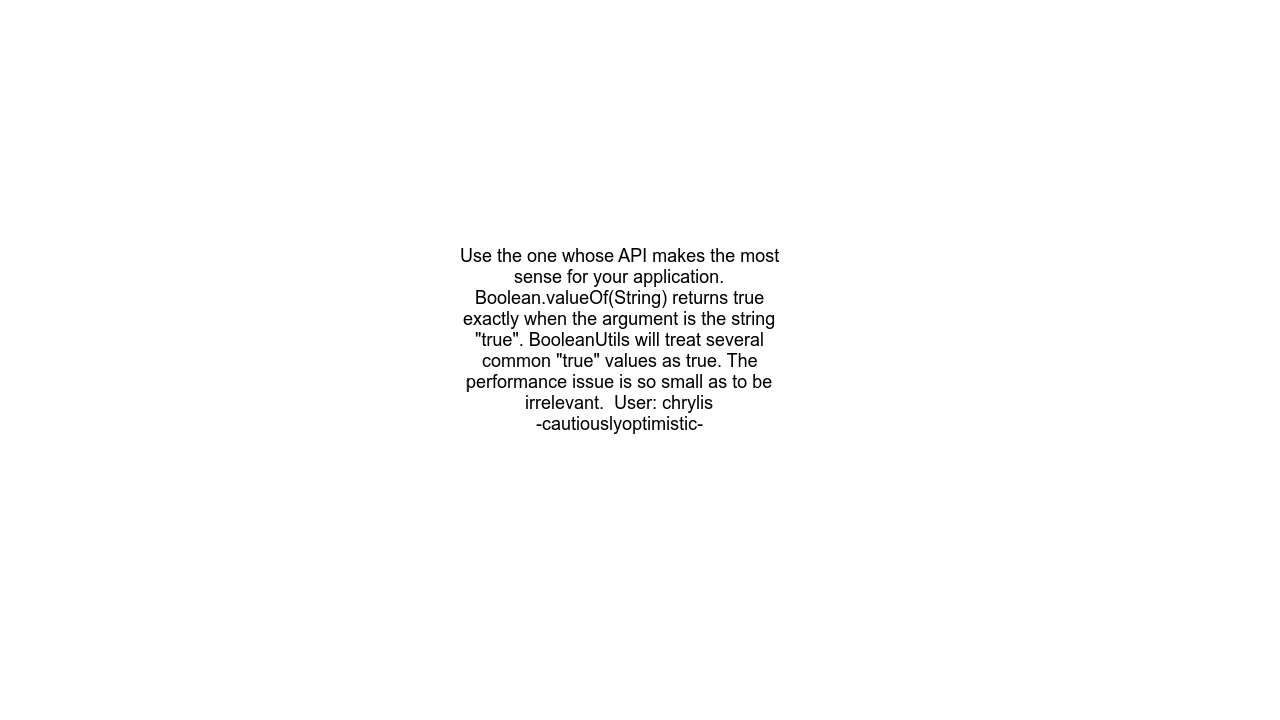 Use the one whose API makes the most
sense for your application.
Boolean.valueOf(String) returns true
exactly when the argument is the string
"true". BooleanUtils will treat several
common "true" values as true. The
performance issue is so small as to be
irrelevant.  User: chrylis
-cautiouslyoptimistic-